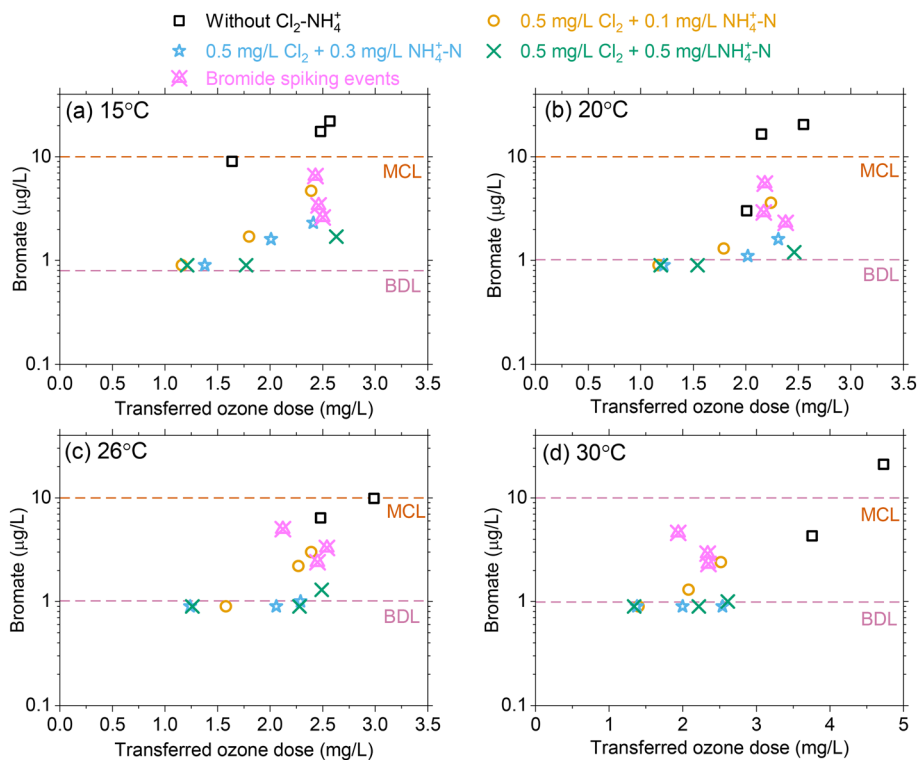 Without Cl₂-NH₄⁺
0.5 mg/L Cl₂ + 0.1 mg/L NH₄⁺-N
0.5 mg/L Cl₂ + 0.3 mg/L NH₄⁺-N
0.5 mg/L Cl₂ + 0.5 mg/LNH₄⁺-N
Bromide spiking events
(a) 15°C
10
1
0.1
Bromate (µg/L)
MCL
BDL
0.0 0.5 1.0 1.5 2.0 2.5 3.0 3.5
Transferred ozone dose (mg/L)
(b) 20°C
10
1
0.1
Bromate (µg/L)
MCL
BDL
0.0 0.5 1.0 1.5 2.0 2.5 3.0 3.5
Transferred ozone dose (mg/L)
(c) 26°C
10
1
0.1
Bromate (µg/L)
MCL
BDL
0.0 0.5 1.0 1.5 2.0 2.5 3.0 3.5
Transferred ozone dose (mg/L)
(d) 30°C
10
1
0.1
Bromate (µg/L)
MCL
BDL
0 1 2 3 4 5
Transferred ozone dose (mg/L)